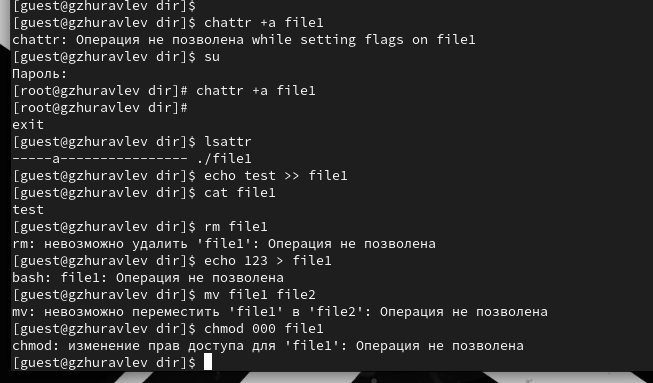 [guest@gzhuravlev dir]$
[guest@gzhuravlev dir]$ chattr +a file1
chattr: Операция не позволена while setting flags on file1
[guest@gzhuravlev dir]$ su
Пароль:
[root@gzhuravlev dir]# chattr +a file1
[root@gzhuravlev dir]#
exit
[guest@gzhuravlev dir]$ lsattr
-----a---------------- ./file1
[guest@gzhuravlev dir]$ echo test >> file1
[guest@gzhuravlev dir]$ cat file1
test
[guest@gzhuravlev dir]$ rm file1
rm: невозможно удалить 'file1': Операция не позволена
[guest@gzhuravlev dir]$ echo 123 > file1
bash: file1: Операция не позволена
[guest@gzhuravlev dir]$ mv file1 file2
mv: невозможно переместить 'file1' в 'file2': Операция не позволена
[guest@gzhuravlev dir]$ chmod 000 file1
chmod: изменение прав доступа для 'file1': Операция не позволена
[guest@gzhuravlev dir]$